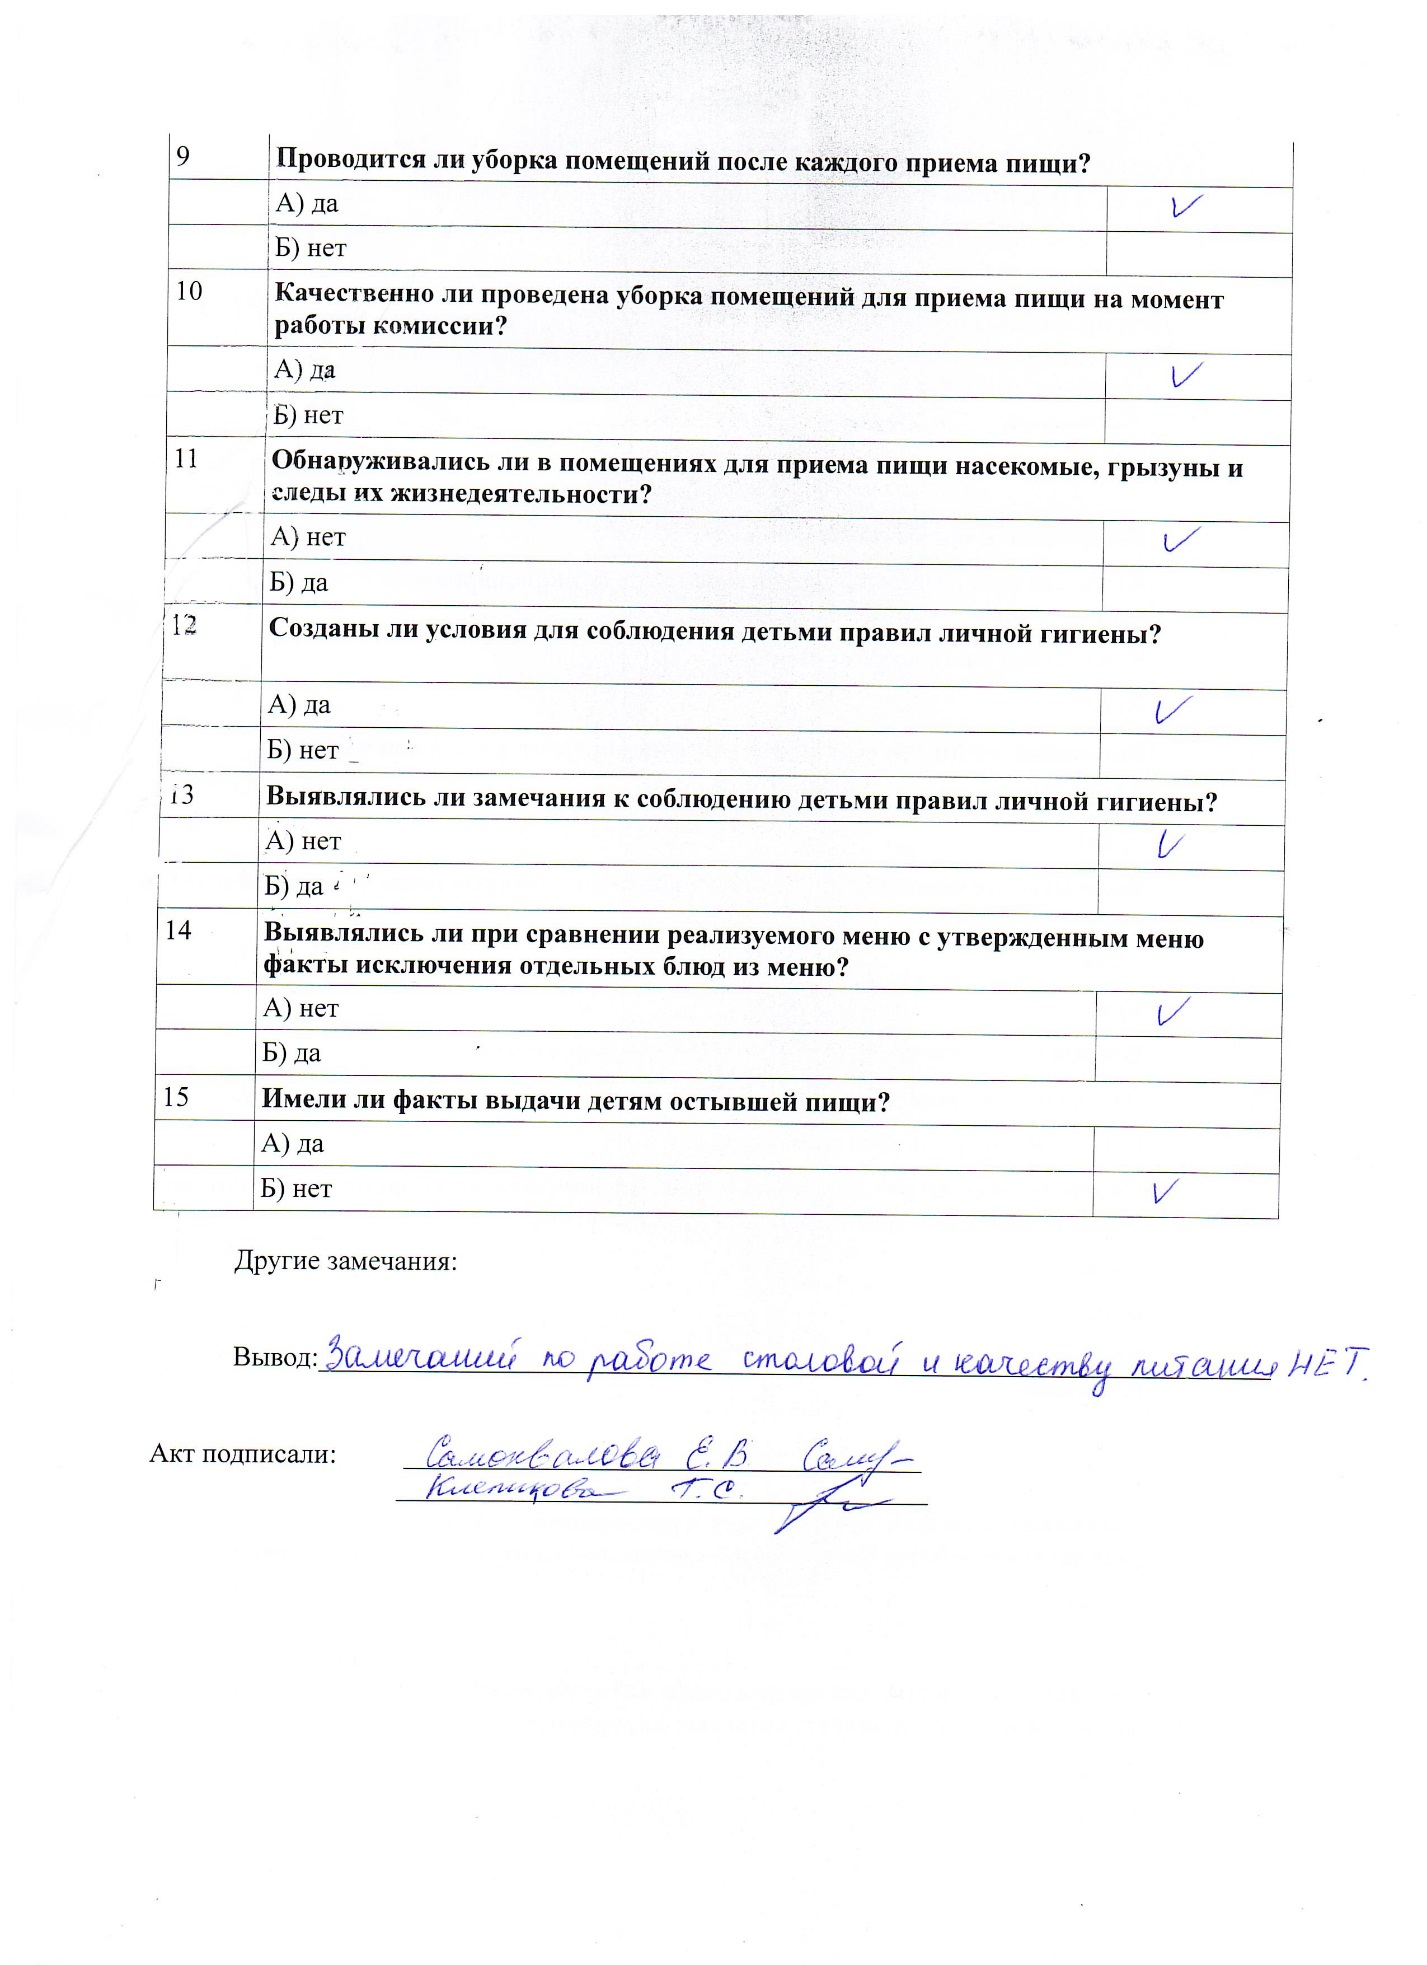 9 Проводится ли уборка помещений после каждого приема пищи?
А) да ✓
Б) нет
10 Качественно ли проведена уборка помещений для приема пищи на момент
работы комиссии?
А) да ✓
Б) нет
11 Обнаруживались ли в помещениях для приема пищи насекомые, грызуны и
следы их жизнедеятельности?
А) нет ✓
Б) да
12 Созданы ли условия для соблюдения детьми правил личной гигиены?
А) да ✓
Б) нет
13 Выявлялись ли замечания к соблюдению детьми правил личной гигиены?
А) нет ✓
Б) да
14 Выявлялись ли при сравнении реализуемого меню с утвержденным меню
факты исключения отдельных блюд из меню?
А) нет ✓
Б) да
15 Имели ли факты выдачи детям остывшей пищи?
А) да
Б) нет ✓
Другие замечания:
Вывод: Замечаний по работе столовой и качеству питания НЕТ.
Акт подписали: Самохвалова Е.В
Клепикова Т.С.